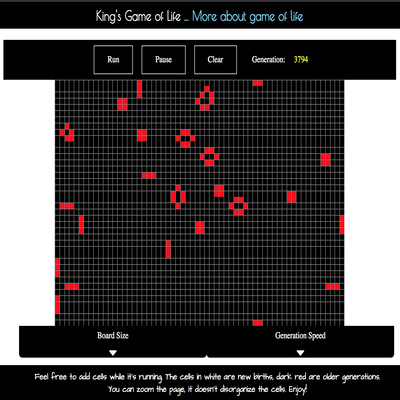 King's Game of Life ... More about game of life
Run Pause Clear Generation: 3794
Board Size Generation Speed
Feel free to add cells while it's running. The cells in white are new births, dark red are older generations.
You can zoom the page, it doesn't disorganize the cells. Enjoy!